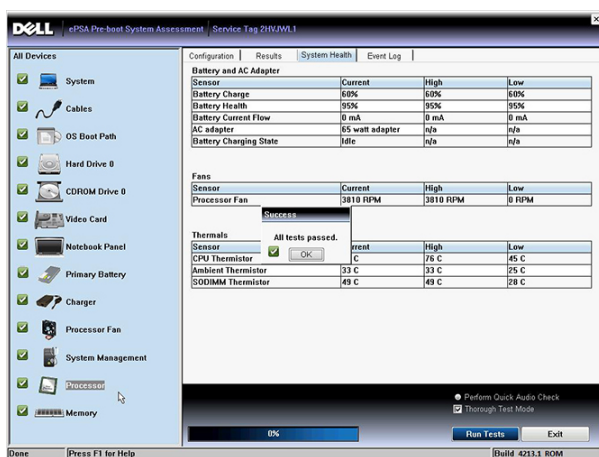 DELL ePSA Pre-boot System Assessment Service Tag 2HVJWL1
All Devices
System
Cables
OS Boot Path
Hard Drive 0
CDROM Drive 0
Video Card
Notebook Panel
Primary Battery
Charger
Processor Fan
System Management
Processor
Memory
Configuration Results System Health Event Log
Battery and AC Adapter
Sensor Current High Low
Battery Charge 60% 60% 60%
Battery Health 95% 95% 95%
Battery Current Flow 0 mA 0 mA 0 mA
AC adapter 65 watt adapter n/a n/a
Battery Charging State Idle n/a n/a
Fans
Sensor Current High Low
Processor Fan 3810 RPM 3810 RPM 0 RPM
Thermals
Sensor rrent High Low
CPU Thermistor C 76 C 45 C
Ambient Thermistor 33 C 33 C 25 C
SODIMM Thermistor 49 C 49 C 28 C
Success
All tests passed.
OK
Perform Quick Audio Check
Thorough Test Mode
0% Run Tests Exit
Done Press F1 for Help Build 4213.1 ROM